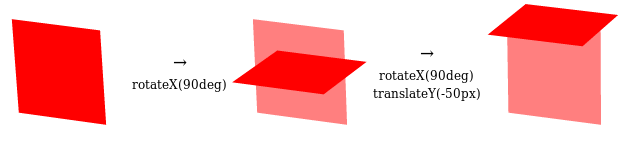 →
rotateX(90deg)
→
rotateX(90deg)
translateY(-50px)